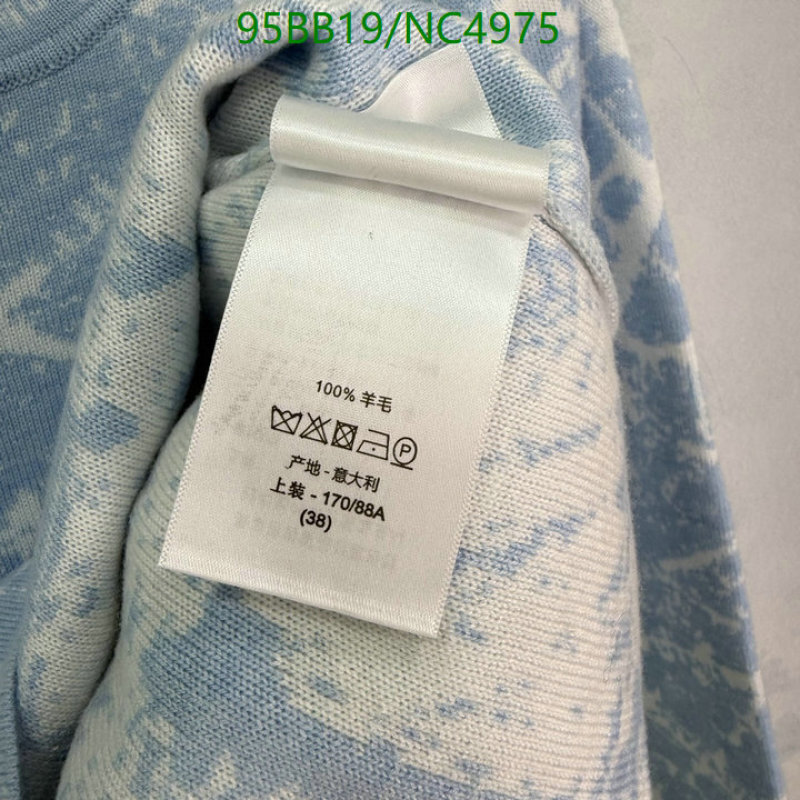 95BB19/NC4975
100% 羊毛
P
产地 - 意大利
上装 - 170/88A
(38)